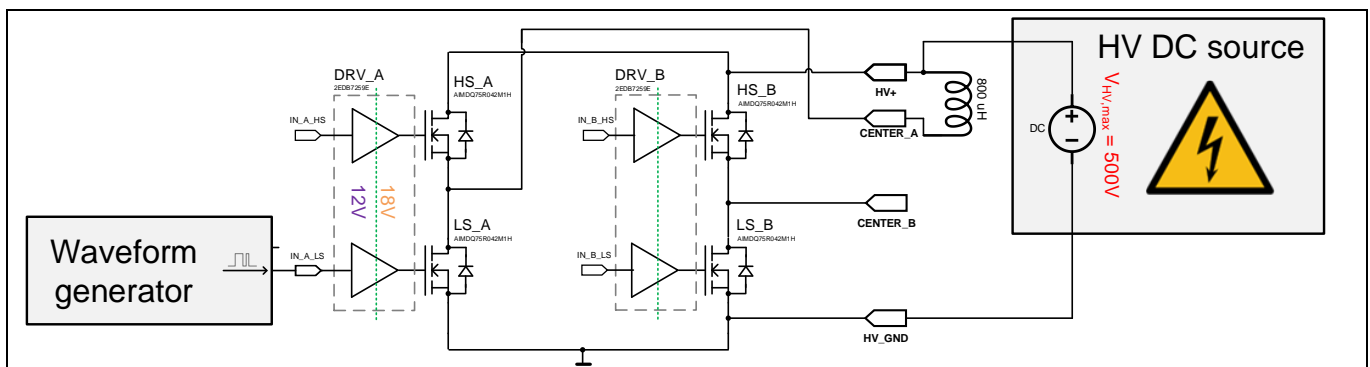 HV DC source
DRV_A
2EDB7259E
HS_A
AIMDQ75R042M1H
DRV_B
2EDB7259E
HS_B
AIMDQ75R042M1H
HV+
800 uH
IN_A_HS
IN_B_HS
CENTER_A
DC
V_HV,max = 500V
12V
18V
CENTER_B
LS_A
AIMDQ75R042M1H
LS_B
AIMDQ75R042M1H
Waveform
generator
IN_A_LS
IN_B_LS
HV_GND